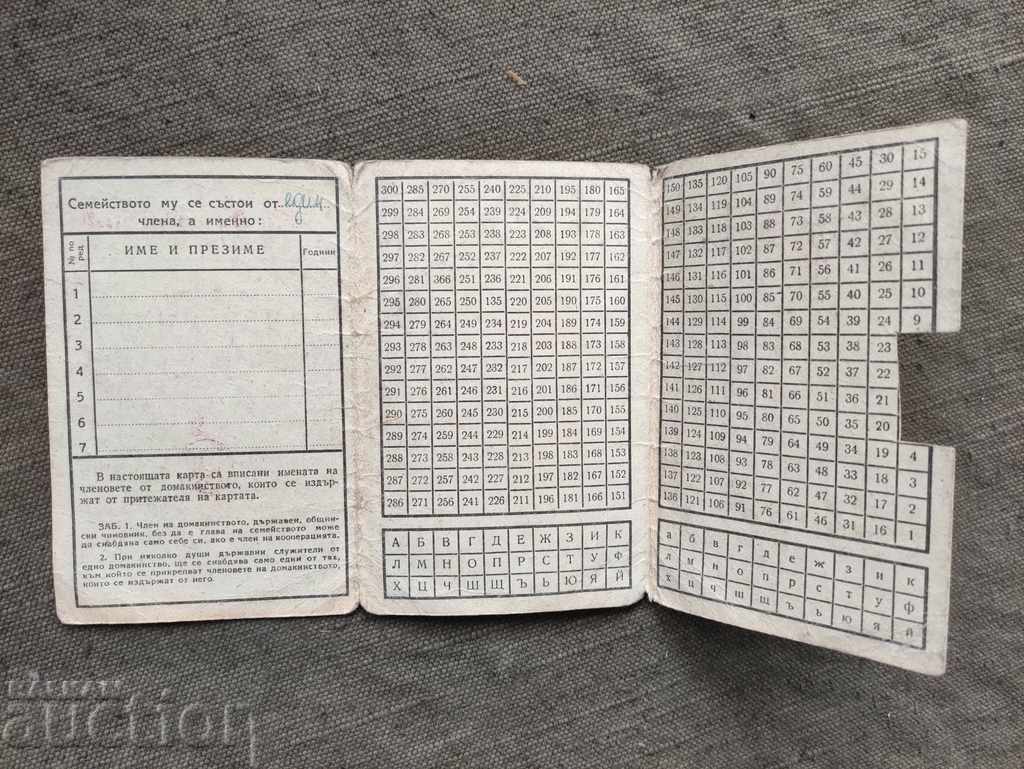 Семейството му се състои от един
члена, а именно:
№ по ред.
ИМЕ И ПРЕЗИМЕ
Години
1
2
3
4
5
6
7
В настоящата карта са вписани имената на
членовете от домакинството, които се издър-
жат от притежателя на картата.
ЗАБ. 1. Член на домакинството, държавен, общин-
ски чиновник, без да е глава на семейството може
да снабдява само себе си, ако е член на кооперацията.
2. При няколко души държавни служители от
едно домакинство, ще се снабдява само едни от тях,
към който се прикрепват членовете на домакинството,
които се издържат от него.
300 285 270 255 240 225 210 195 180 165
299 284 269 254 239 224 209 194 179 164
298 283 268 253 238 223 208 193 178 163
297 282 267 252 237 222 207 192 177 162
296 281 366 251 236 221 206 191 176 161
295 280 265 250 135 220 205 190 175 160
294 279 264 249 234 219 204 189 174 159
293 278 263 248 233 218 203 188 173 158
292 277 262 247 232 217 202 187 172 157
291 276 261 246 231 216 201 186 171 156
290 275 260 245 230 215 200 185 170 155
289 274 259 244 229 214 199 184 169 154
288 273 258 243 228 213 198 183 168 153
287 272 257 242 227 212 197 182 167 152
286 271 256 241 226 211 196 181 166 151
А Б В Г Д Е Ж З И К
Л М Н О П Р С Т У Ф
Х Ц Ч Ш Щ Ъ Ь Ю Я Й
150 135 120 105 90 75 60 45 30 15
149 134 119 104 89 74 59 44 29 14
148 133 118 103 88 73 58 43 28 13
147 132 117 102 87 72 57 42 27 12
146 131 116 101 86 71 56 41 26 11
145 130 115 100 85 70 55 40 25 10
144 129 114 99 84 69 54 39 24 9
143 128 113 98 83 68 53 38 23
142 127 112 97 82 67 52 37 22
141 126 111 96 81 66 51 36 21
140 125 110 95 80 65 50 35 20
139 124 109 94 79 64 49 34 19 4
138 123 108 93 78 63 48 33 18 3
137 122 107 92 77 62 47 32 17 2
136 121 106 91 76 61 46 31 16 1
а б в г д е ж з и к
л м н о п р с т у ф
х ц ч ш щ ъ ь ю я й
БАЛКАН
auction